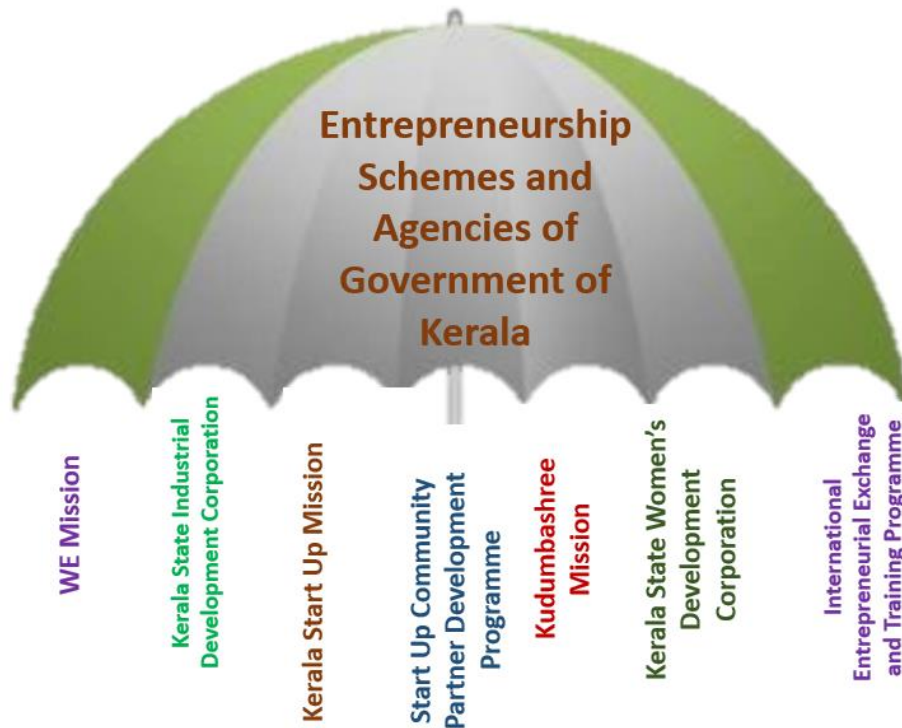 Entrepreneurship
Schemes and
Agencies of
Government of
Kerala
WE Mission
Kerala State Industrial
Development Corporation
Kerala Start Up Mission
Start Up Community
Partner Development
Programme
Kudumbashree
Mission
Kerala State Women's
Development
Corporation
International
Entrepreneurial Exchange
and Training Programme